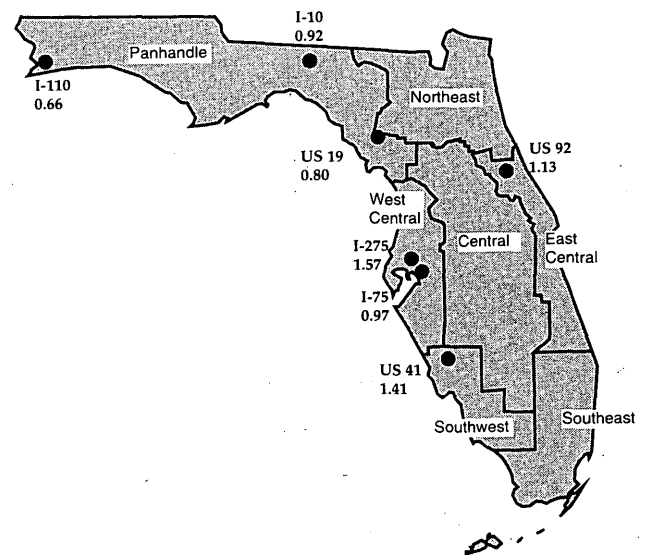 I-10
0.92
Panhandle
I-110
0.66
Northeast
US 19
0.80
US 92
1.13
West
Central
Central
East
Central
I-275
1.57
I-75
0.97
US 41
1.41
Southwest
Southeast